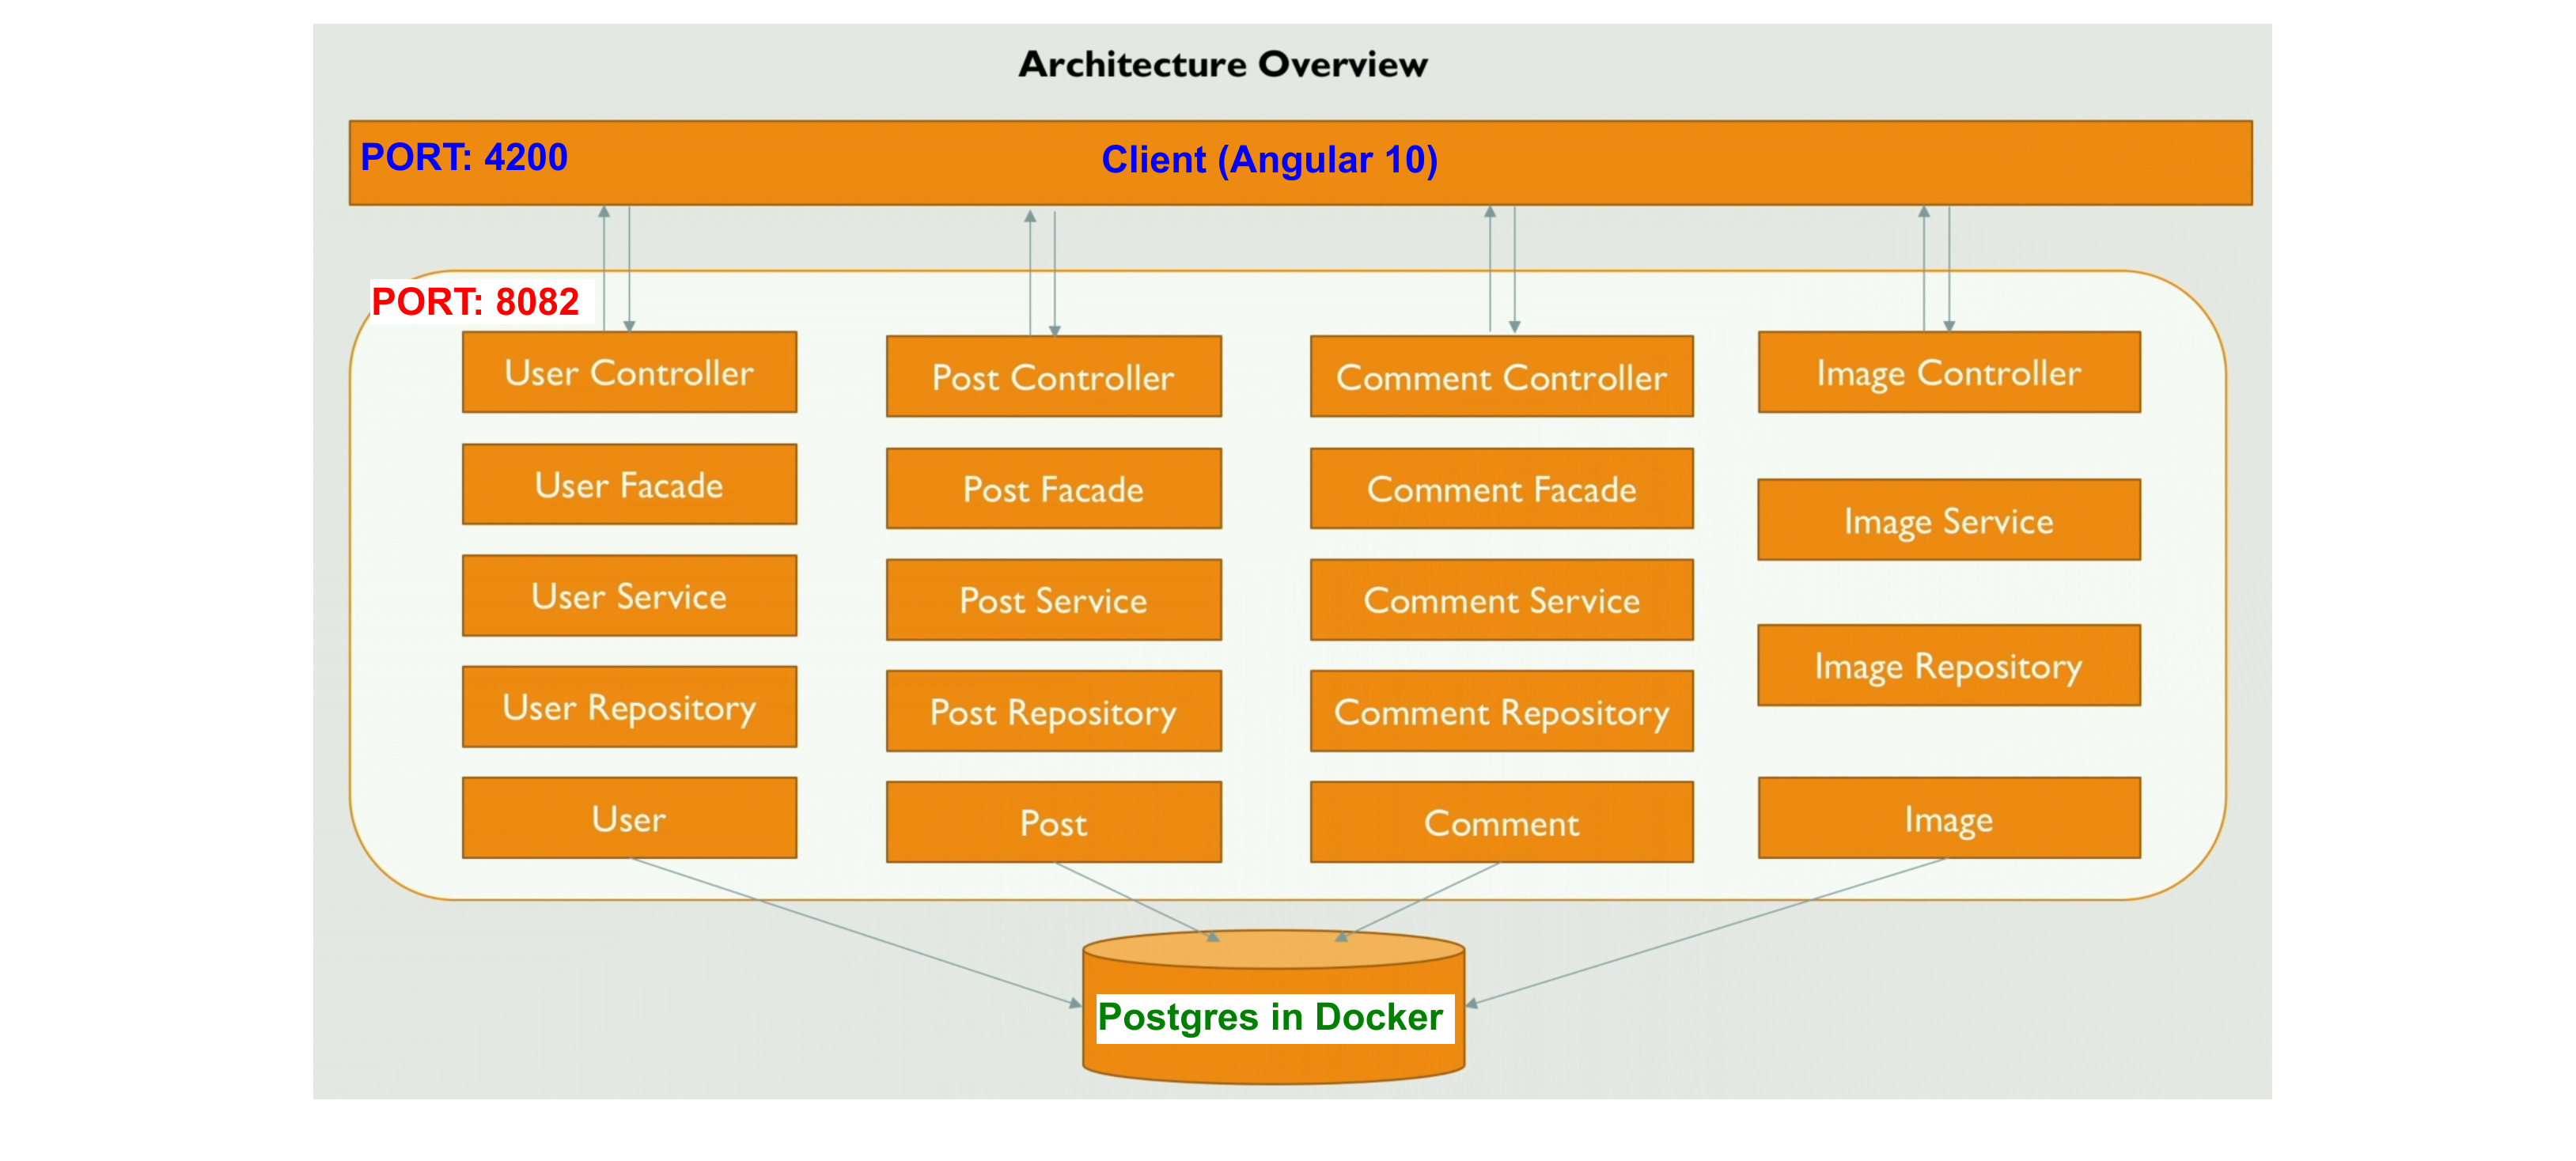 Architecture Overview
PORT: 4200
Client (Angular 10)
PORT: 8082
User Controller
Post Controller
Comment Controller
Image Controller
User Facade
Post Facade
Comment Facade
Image Service
User Service
Post Service
Comment Service
Image Repository
User Repository
Post Repository
Comment Repository
User
Post
Comment
Image
Postgres in Docker